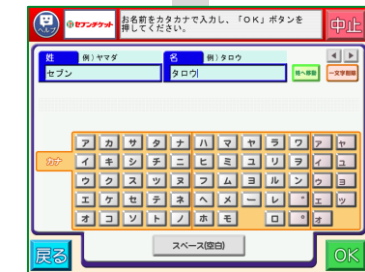 ヘルプ
セブンチケット
お名前をカタカナで入力し、「OK」ボタンを
押してください。
中止
姓 例）ヤマダ
名 例）タロウ
セブン
タロウ
姓へ移動
一文字削除
ア カ サ タ ナ ハ マ ヤ ラ ワ ァ ャ
カナ
イ キ シ チ ニ ヒ ミ ユ リ ヲ ィ ュ
ウ ク ス ツ ヌ フ ム ヨ ル ン ゥ ョ
エ ケ セ テ ネ ヘ メ ー レ ゛ ェ ッ
オ コ ソ ト ノ ホ モ ロ ゜ ォ
戻る
スペース(空白)
OK